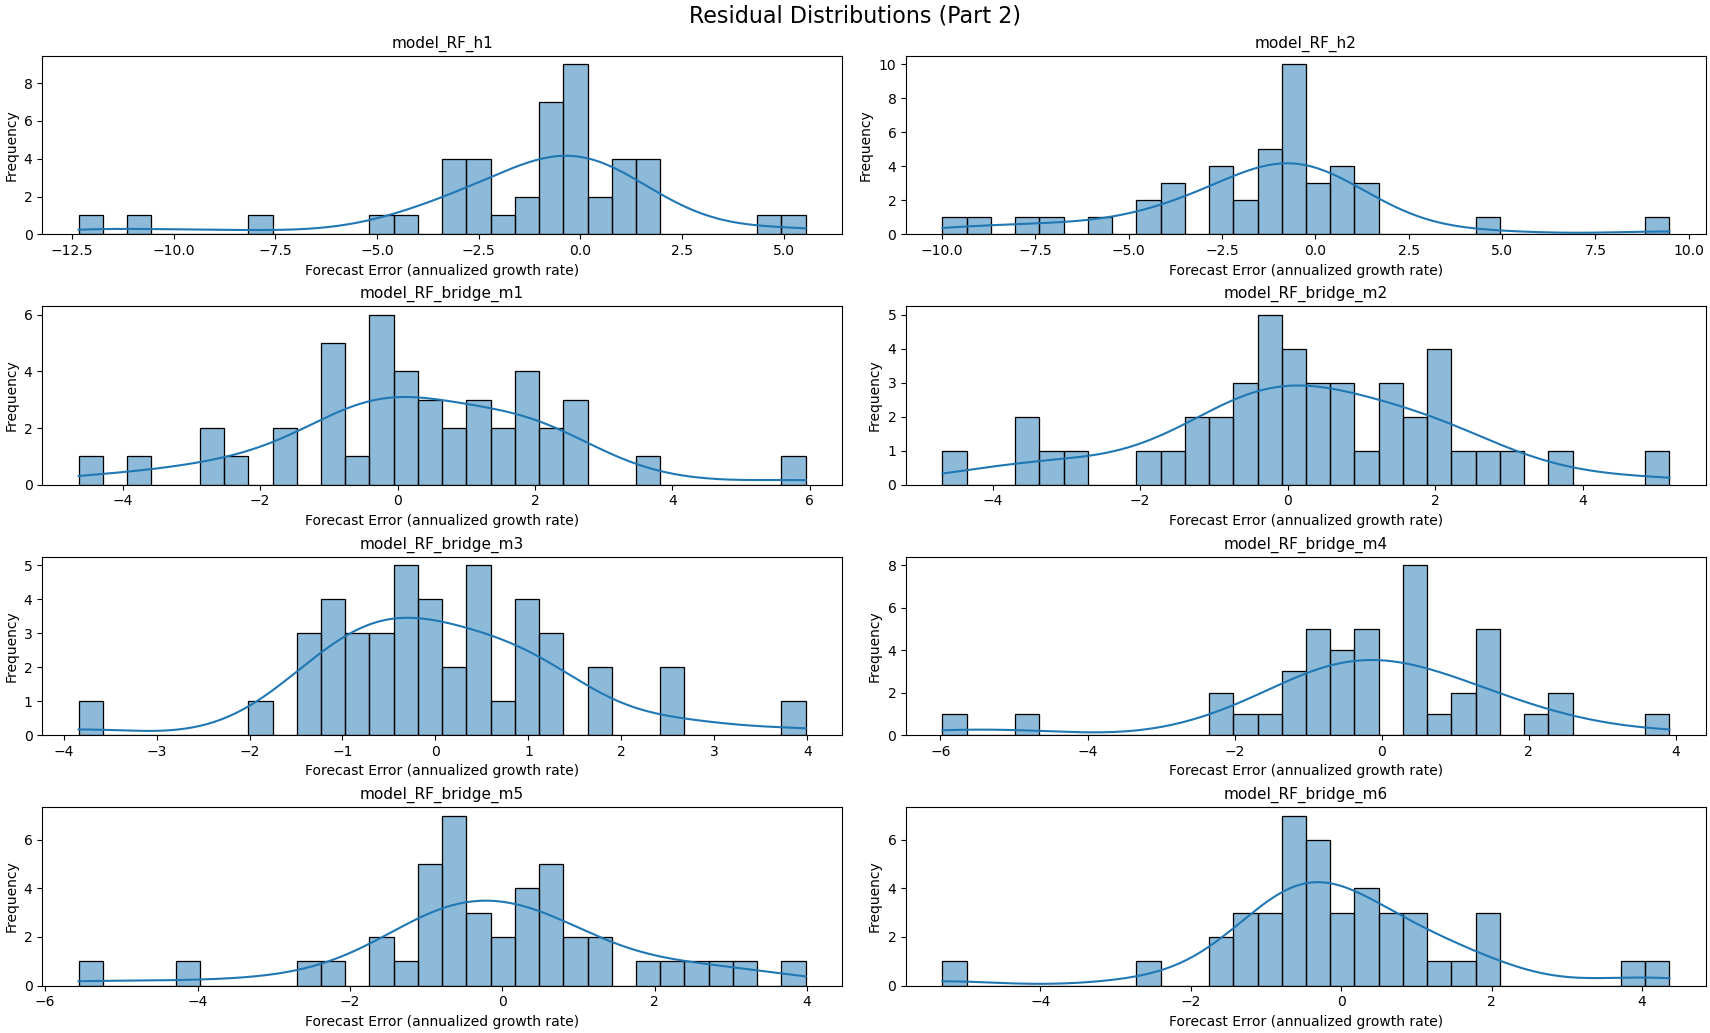 Residual Distributions (Part 2)
model_RF_h1
Frequency
8
6
4
2
0
−12.5 −10.0 −7.5 −5.0 −2.5 0.0 2.5 5.0
Forecast Error (annualized growth rate)
model_RF_h2
Frequency
10
8
6
4
2
0
−10.0 −7.5 −5.0 −2.5 0.0 2.5 5.0 7.5 10.0
Forecast Error (annualized growth rate)
model_RF_bridge_m1
Frequency
6
4
2
0
−4 −2 0 2 4 6
Forecast Error (annualized growth rate)
model_RF_bridge_m2
Frequency
5
4
3
2
1
0
−4 −2 0 2 4
Forecast Error (annualized growth rate)
model_RF_bridge_m3
Frequency
5
4
3
2
1
0
−4 −3 −2 −1 0 1 2 3 4
Forecast Error (annualized growth rate)
model_RF_bridge_m4
Frequency
8
6
4
2
0
−6 −4 −2 0 2 4
Forecast Error (annualized growth rate)
model_RF_bridge_m5
Frequency
6
4
2
0
−6 −4 −2 0 2 4
Forecast Error (annualized growth rate)
model_RF_bridge_m6
Frequency
6
4
2
0
−4 −2 0 2 4
Forecast Error (annualized growth rate)